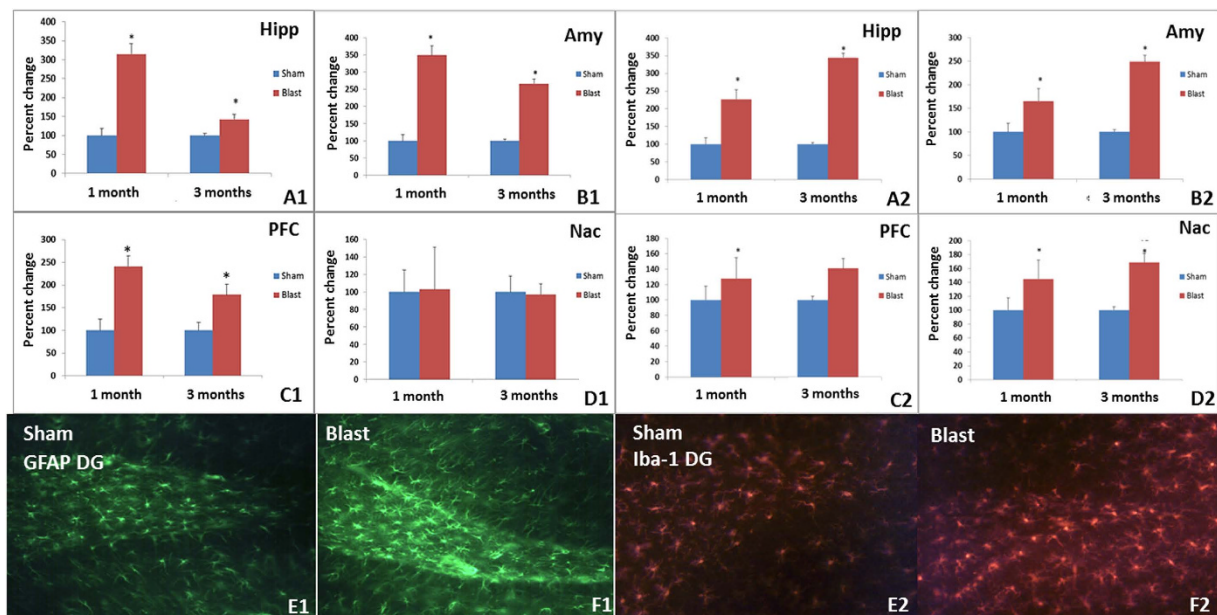 400
350
300
250
200
150
100
50
0
Percent change
Hipp
*
*
Sham
Blast
1 month
3 months
A1
400
350
300
250
200
150
100
50
0
Percent change
Amy
*
*
Sham
Blast
1 month
3 months
B1
400
350
300
250
200
150
100
50
0
Percent change
Hipp
*
*
Sham
Blast
1 month
3 months
A2
300
250
200
150
100
50
0
Percent change
Amy
*
*
Sham
Blast
1 month
3 months
B2
300
250
200
150
100
50
0
Percent change
PFC
*
*
Sham
Blast
1 month
3 months
C1
160
140
120
100
80
60
40
20
0
Percent change
Nac
Sham
Blast
1 month
3 months
D1
180
160
140
120
100
80
60
40
20
0
Percent change
PFC
*
Sham
Blast
1 month
3 months
C2
200
180
160
140
120
100
80
60
40
20
0
Percent change
Nac
*
*
Sham
Blast
1 month
3 months
D2
Sham
GFAP DG
E1
Blast
F1
Sham
Iba-1 DG
E2
Blast
F2